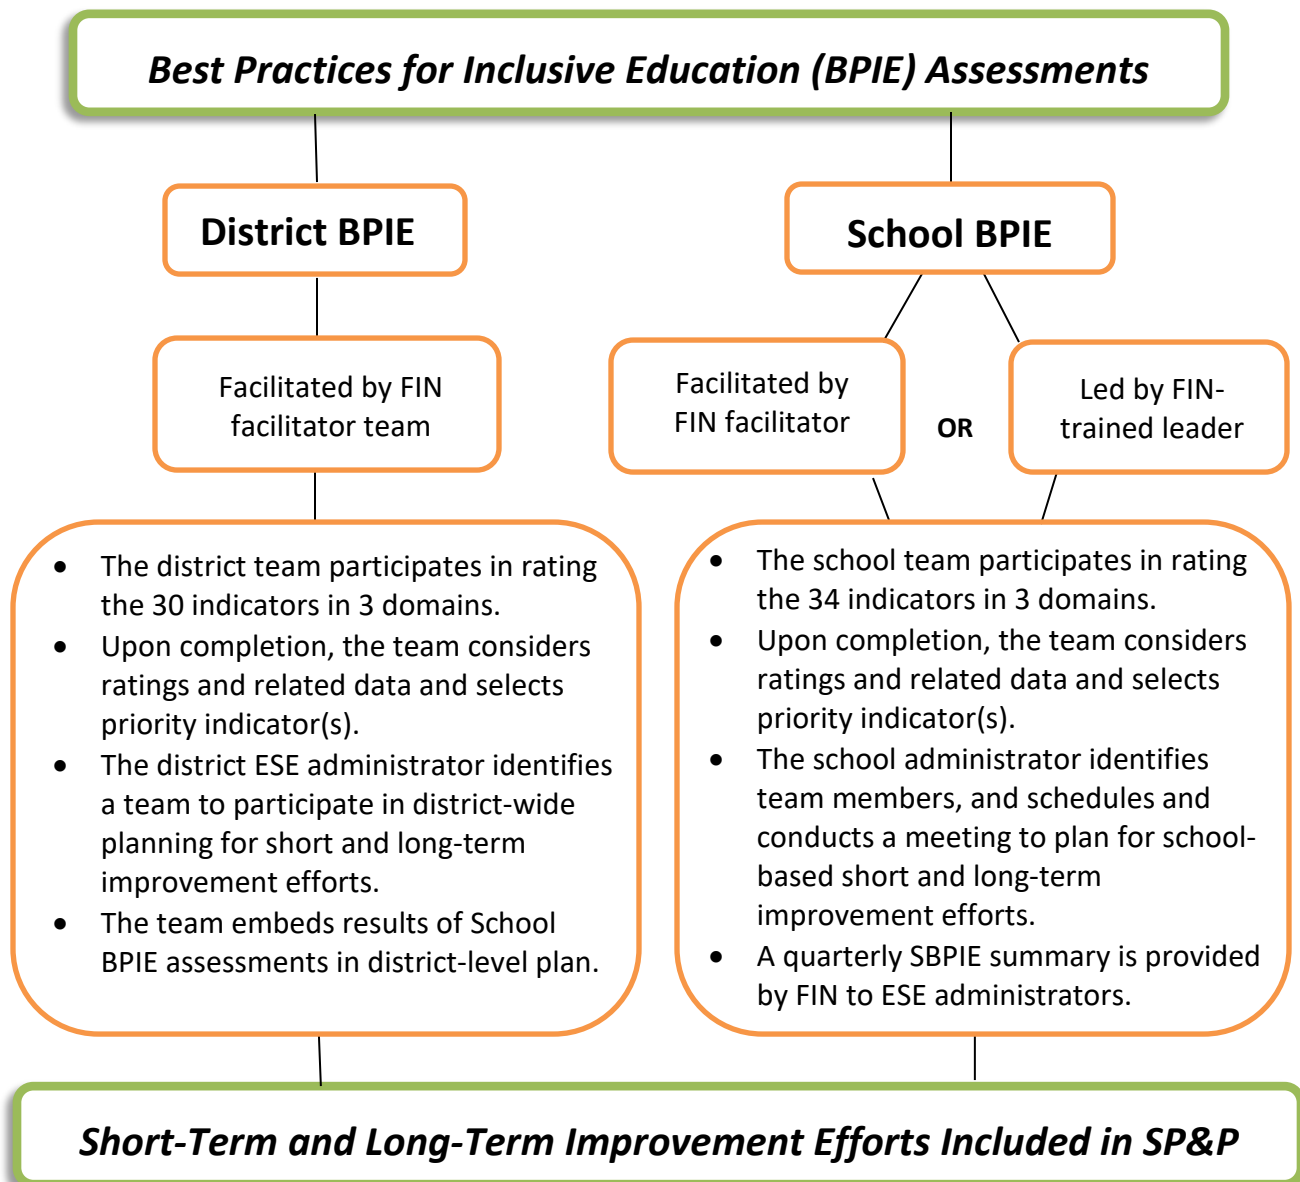 Best Practices for Inclusive Education (BPIE) Assessments
District BPIE
Facilitated by FIN
facilitator team
• The district team participates in rating
the 30 indicators in 3 domains.
• Upon completion, the team considers
ratings and related data and selects
priority indicator(s).
• The district ESE administrator identifies
a team to participate in district-wide
planning for short and long-term
improvement efforts.
• The team embeds results of School
BPIE assessments in district-level plan.
School BPIE
Facilitated by
FIN facilitator
OR
Led by FIN-
trained leader
• The school team participates in rating
the 34 indicators in 3 domains.
• Upon completion, the team considers
ratings and related data and selects
priority indicator(s).
• The school administrator identifies
team members, and schedules and
conducts a meeting to plan for school-
based short and long-term
improvement efforts.
• A quarterly SBPIE summary is provided
by FIN to ESE administrators.
Short-Term and Long-Term Improvement Efforts Included in SP&P